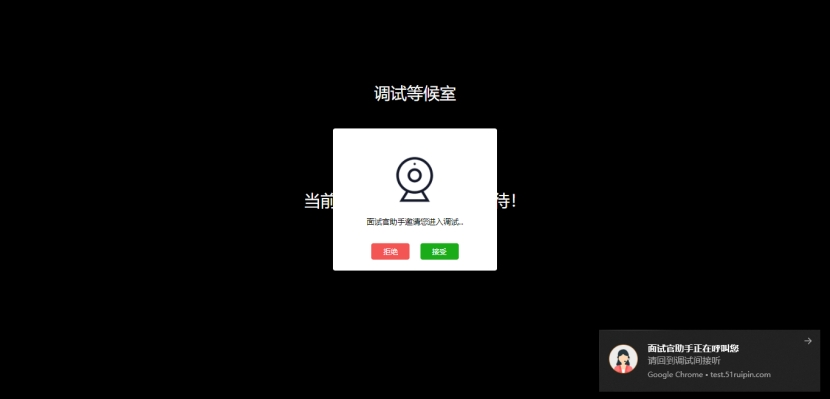 调试等候室
当前
待！
面试官助手邀请您进入调试...
拒绝
接受
面试官助手正在呼叫您
请回到调试间接听
Google Chrome • test.51ruipin.com